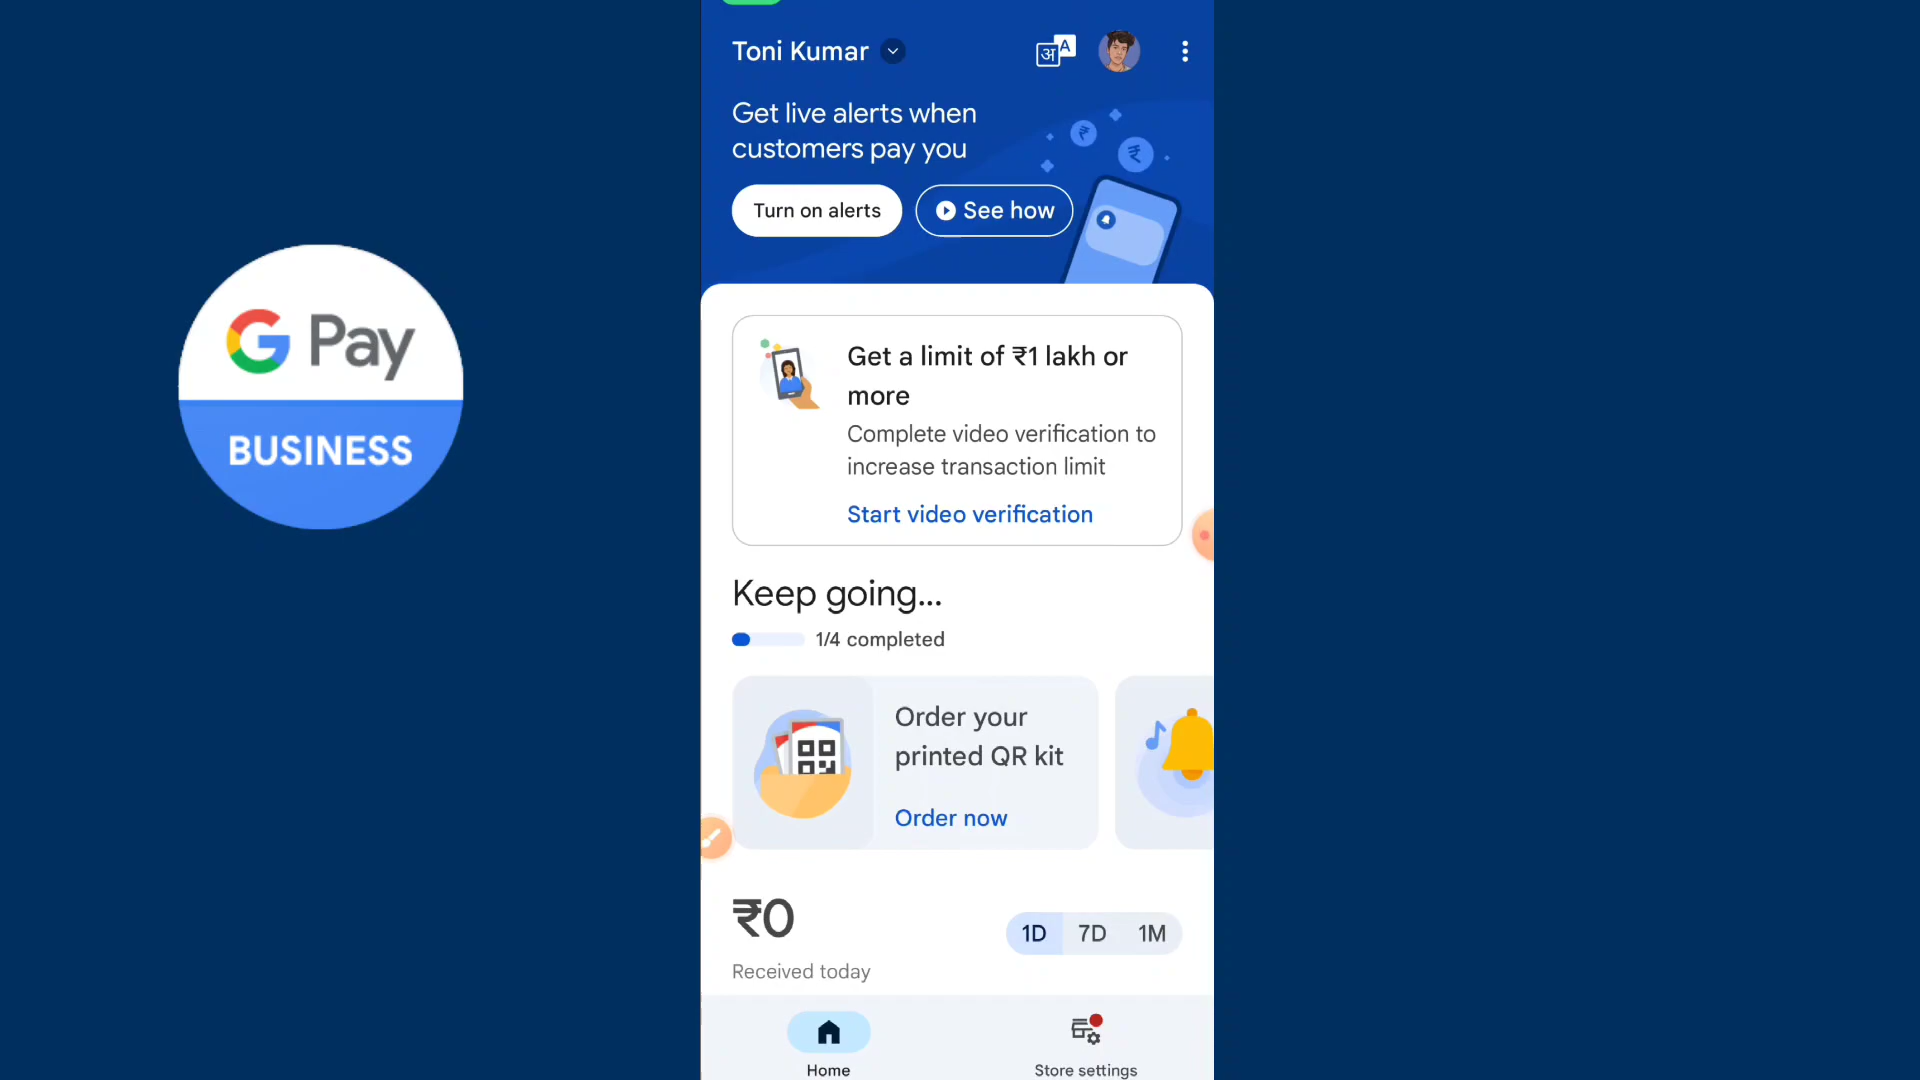 G Pay
BUSINESS
Toni Kumar
अ A
Get live alerts when
customers pay you
Turn on alerts
See how
Get a limit of ₹1 lakh or
more
Complete video verification to
increase transaction limit
Start video verification
Keep going...
1/4 completed
Order your
printed QR kit
Order now
₹0
1D 7D 1M
Received today
Home
Store settings